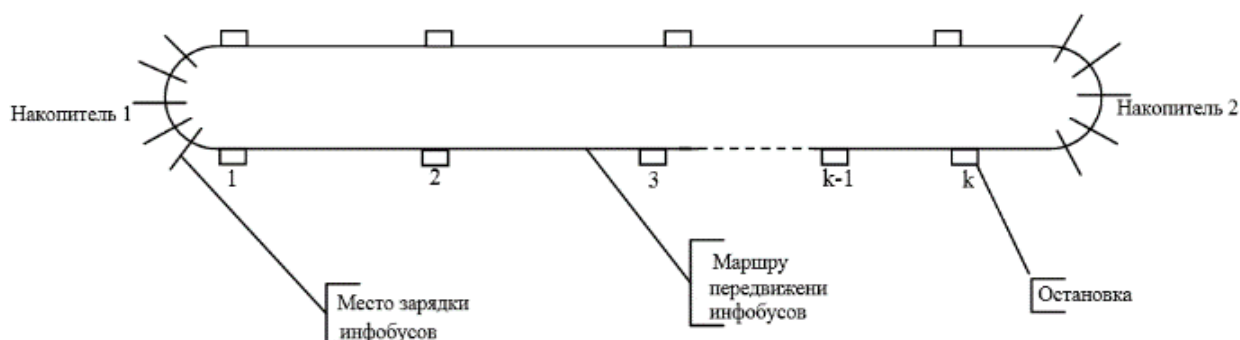 Накопитель 1
Накопитель 2
1
2
3
k-1
k
Место зарядки
инфобусов
Маршру
передвижени
инфобусов
Остановка